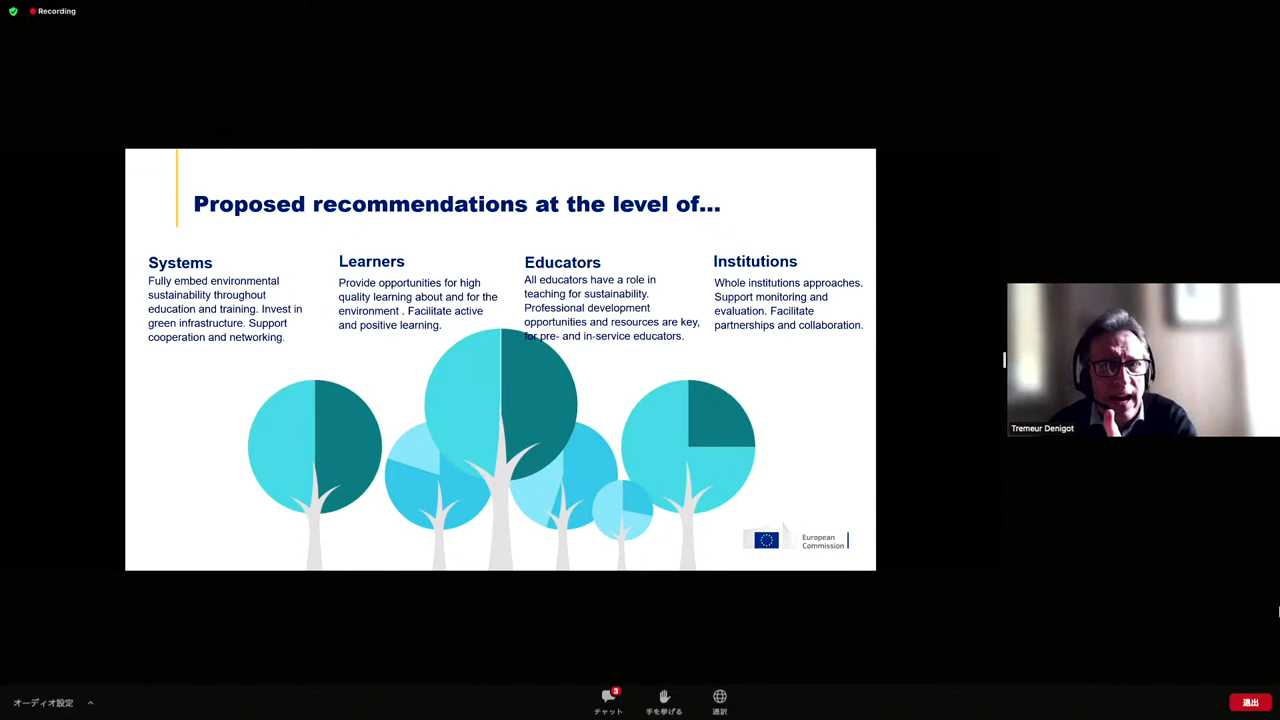 Recording
Proposed recommendations at the level of...
Systems
Fully embed environmental
sustainability throughout
education and training. Invest in
green infrastructure. Support
cooperation and networking.
Learners
Provide opportunities for high
quality learning about and for the
environment . Facilitate active
and positive learning.
Educators
All educators have a role in
teaching for sustainability.
Professional development
opportunities and resources are key,
for pre- and in-service educators.
Institutions
Whole institutions approaches.
Support monitoring and
evaluation. Facilitate
partnerships and collaboration.
European
Commission
Tremeur Denigot
オーディオ設定
3
チャット
手を挙げる
通訳
退出